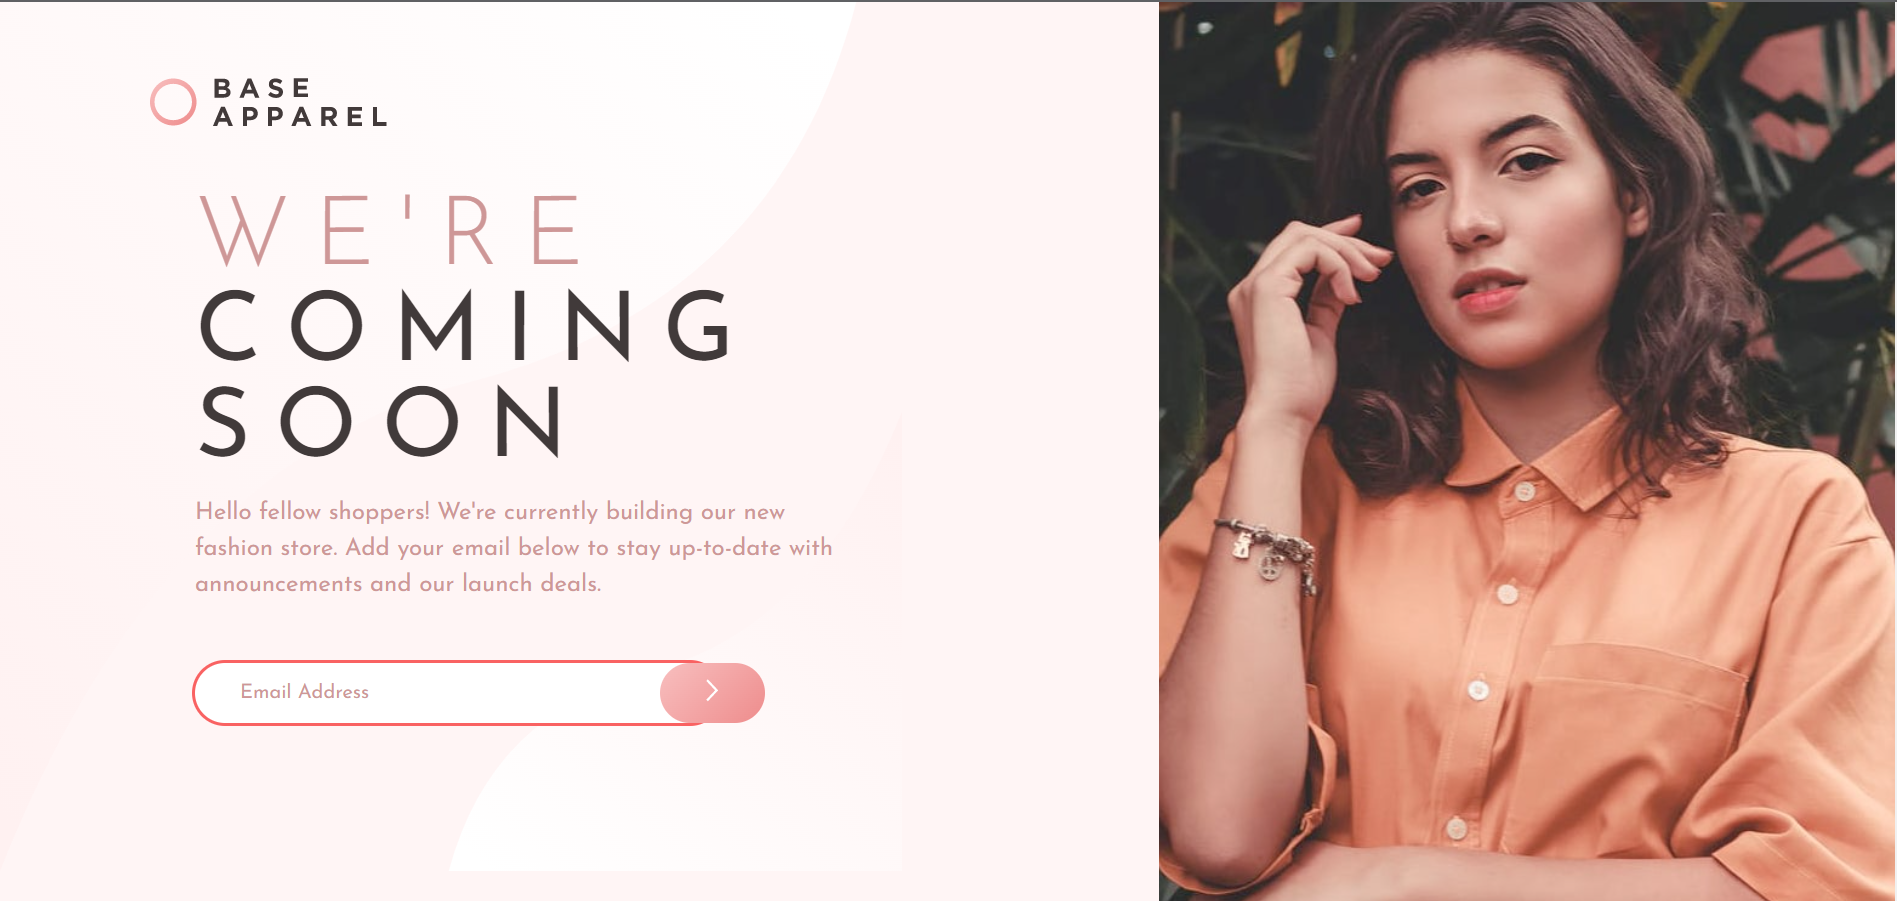 BASE
APPAREL
WE'RE
COMING
SOON
Hello fellow shoppers! We're currently building our new
fashion store. Add your email below to stay up-to-date with
announcements and our launch deals.
Email Address